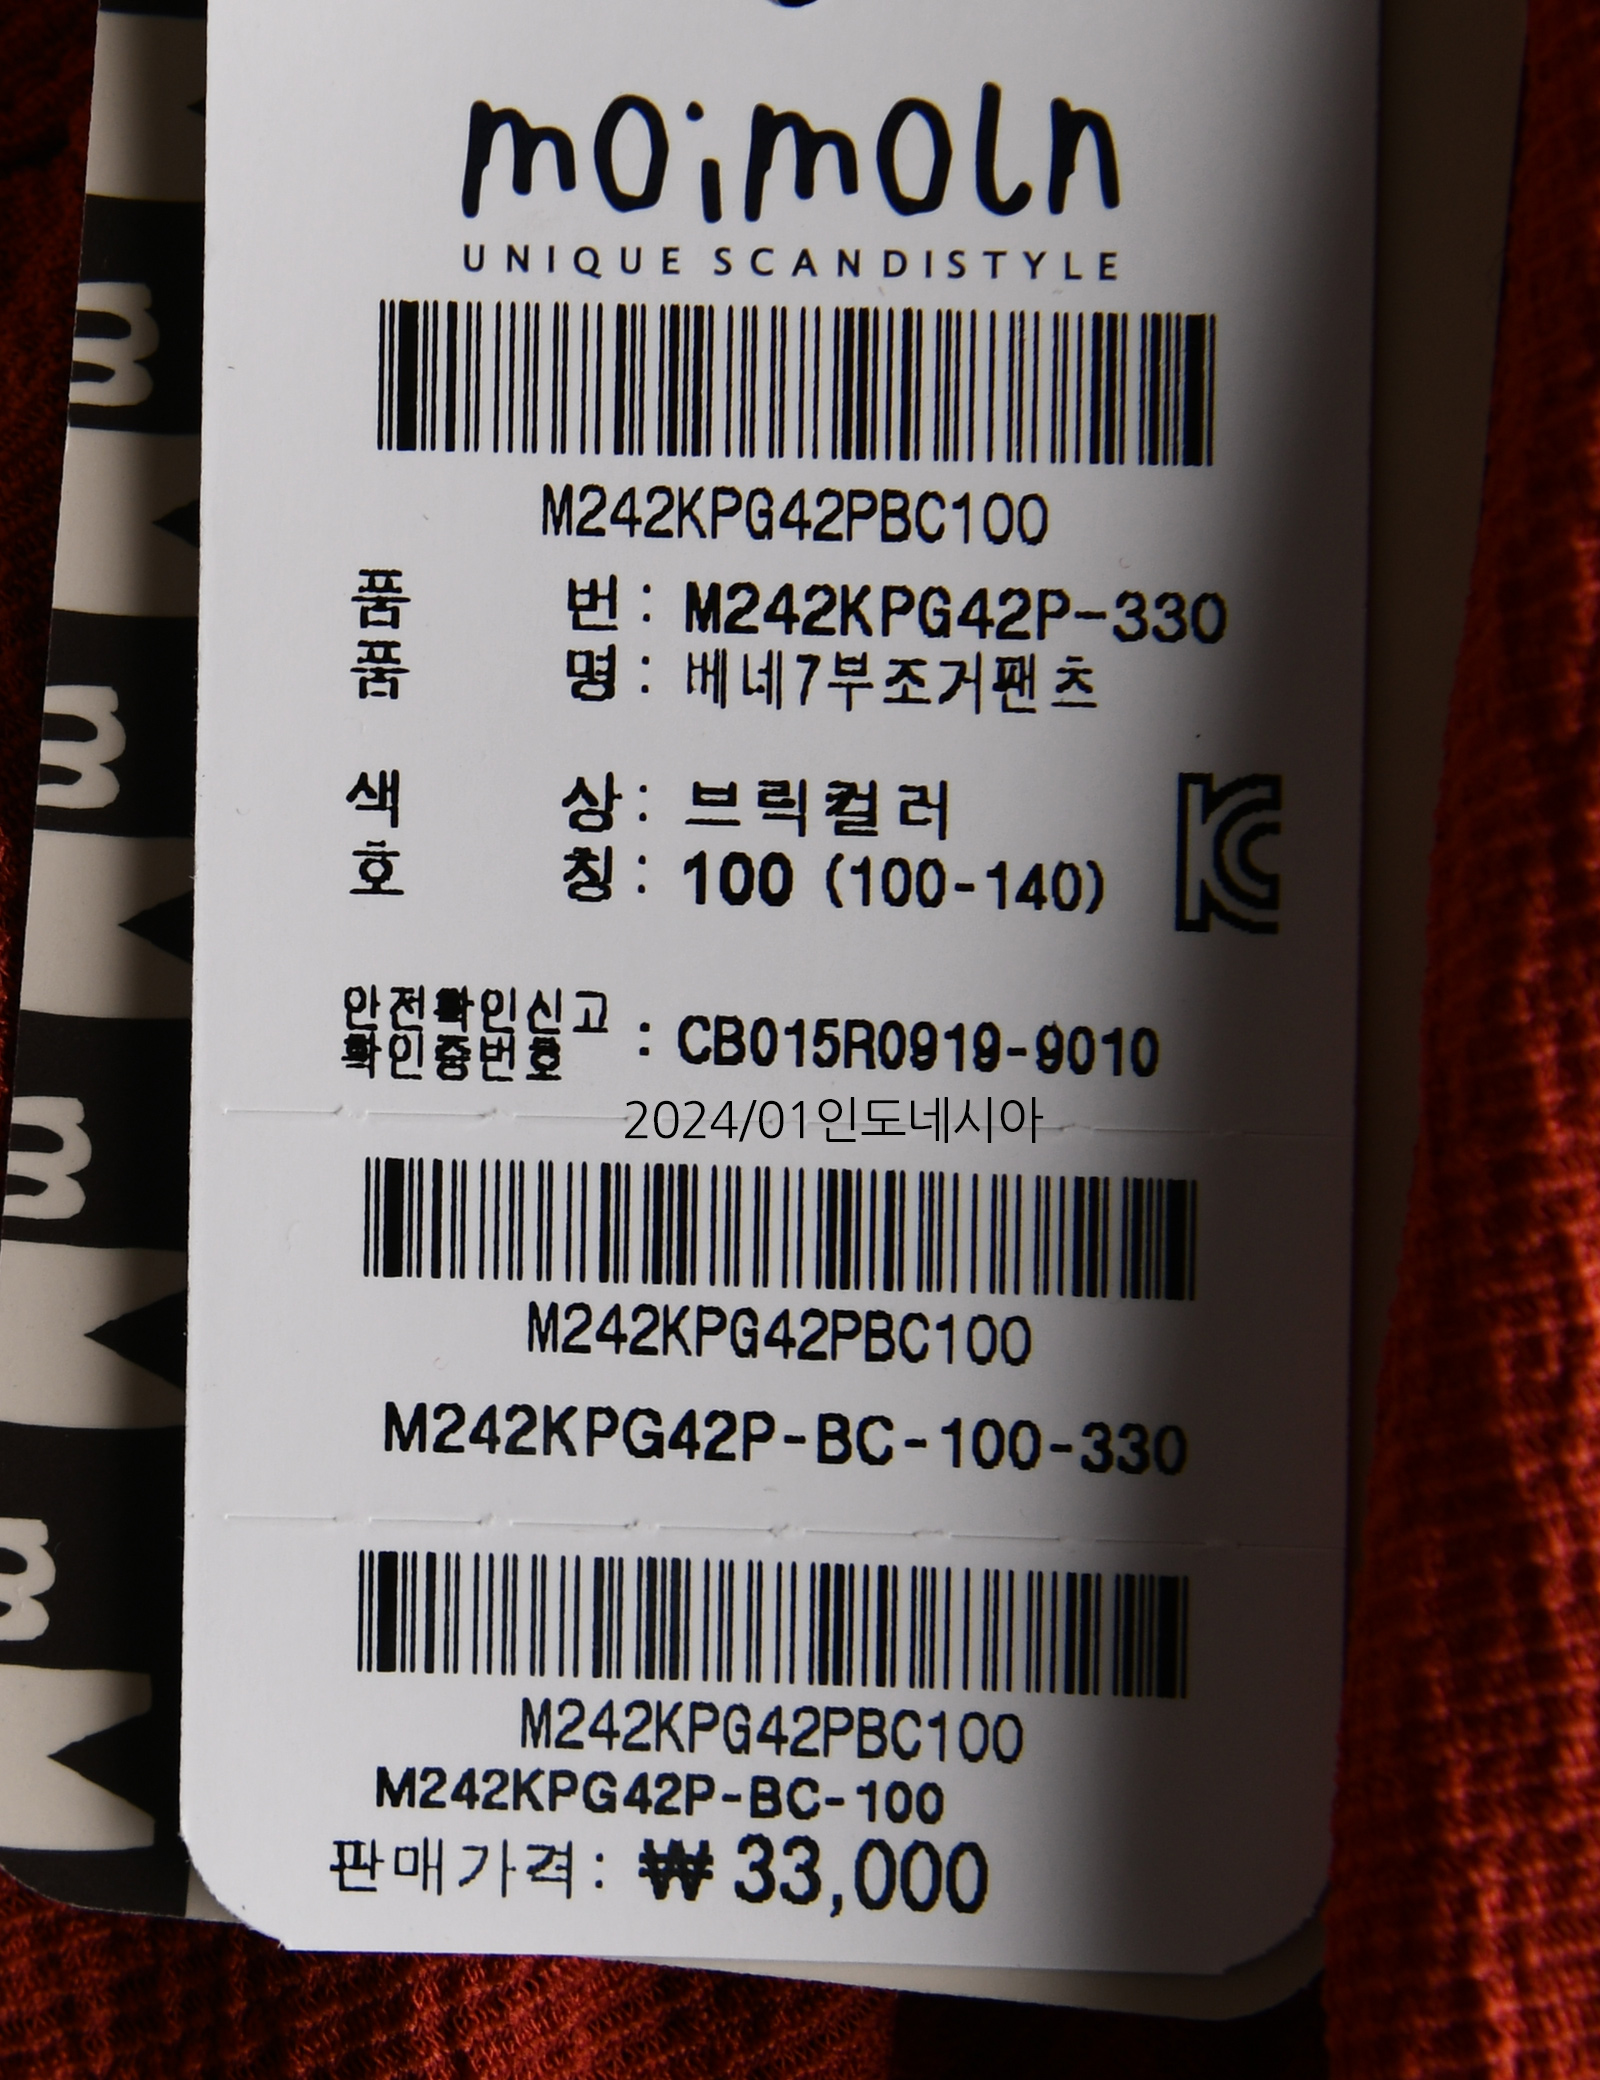 moimoln
UNIQUE SCANDISTYLE
M242KPG42PBC100
품 번 : M242KPG42P-330
품 명 : 베네7부조거팬츠
색 상 : 브릭컬러
호 칭 : 100 (100-140)
안전확인신고
확인증번호 : CB015R0919-9010
2024/01인도네시아
M242KPG42PBC100
M242KPG42P-BC-100-330
M242KPG42PBC100
M242KPG42P-BC-100
판매가격: ₩33,000